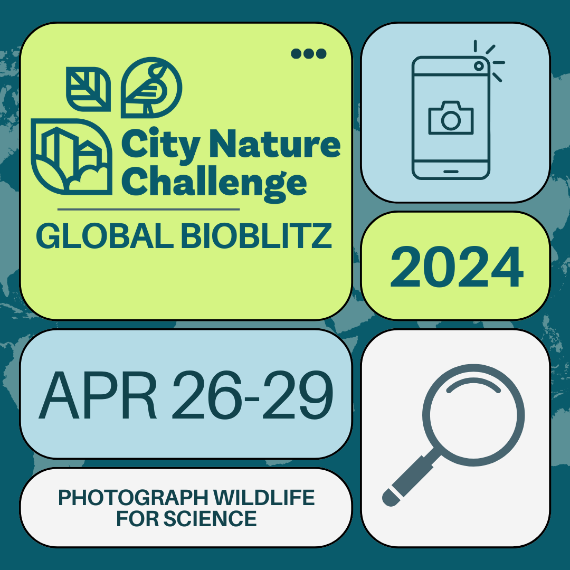 City Nature
Challenge
GLOBAL BIOBLITZ
2024
APR 26-29
PHOTOGRAPH WILDLIFE
FOR SCIENCE